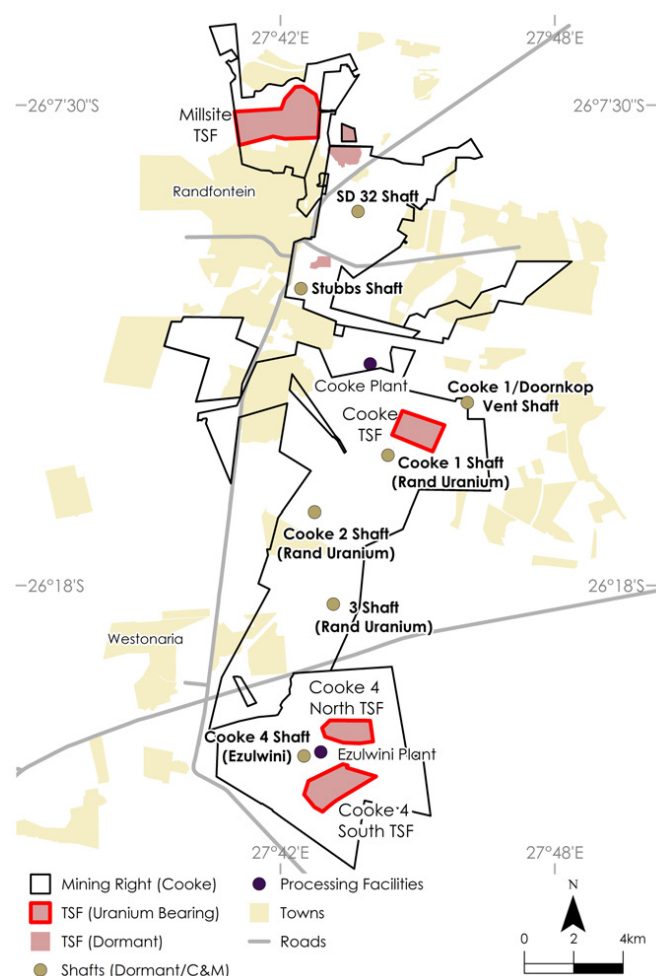 27°42'E
27°48'E
26°7'30"S
26°7'30"S
Millsite
TSF
Randfontein
SD 32 Shaft
Stubbs Shaft
Cooke Plant
Cooke 1/Doornkop
Vent Shaft
Cooke
TSF
Cooke 1 Shaft
(Rand Uranium)
Cooke 2 Shaft
(Rand Uranium)
26°18'S
26°18'S
3 Shaft
(Rand Uranium)
Westonaria
Cooke 4
North TSF
Cooke 4 Shaft
(Ezulwini)
Ezulwini Plant
Cooke 4
South TSF
27°42'E
27°48'E
Mining Right (Cooke)
TSF (Uranium Bearing)
TSF (Dormant)
Shafts (Dormant/C&M)
Processing Facilities
Towns
Roads
N
0 2 4km